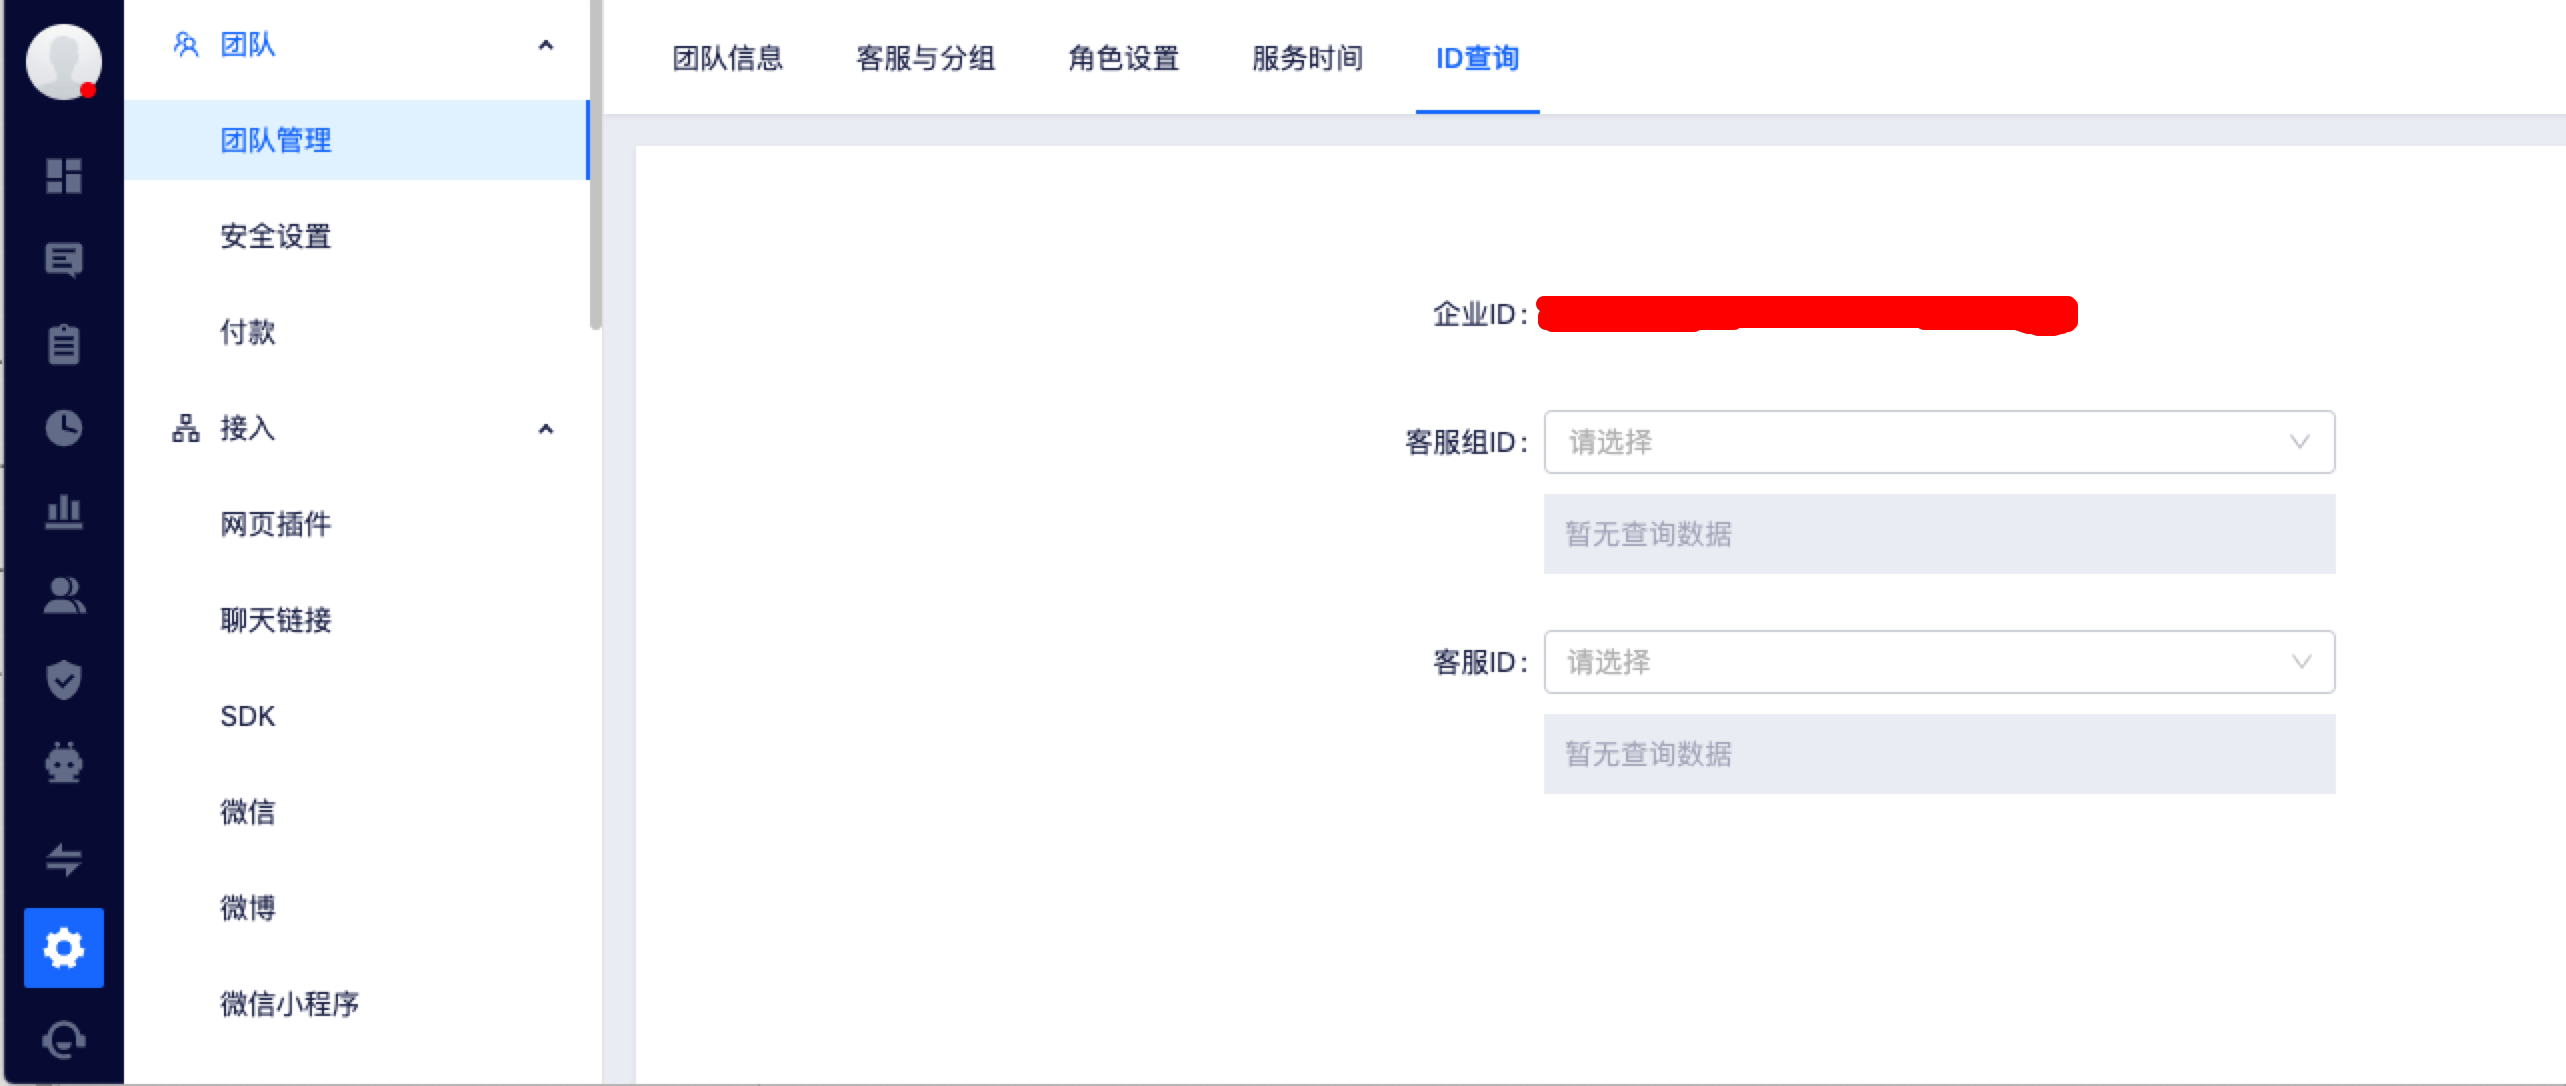 团队
团队管理
安全设置
付款
接入
网页插件
聊天链接
SDK
微信
微博
微信小程序
团队信息 客服与分组 角色设置 服务时间 ID查询
企业ID：
客服组ID： 请选择
暂无查询数据
客服ID： 请选择
暂无查询数据